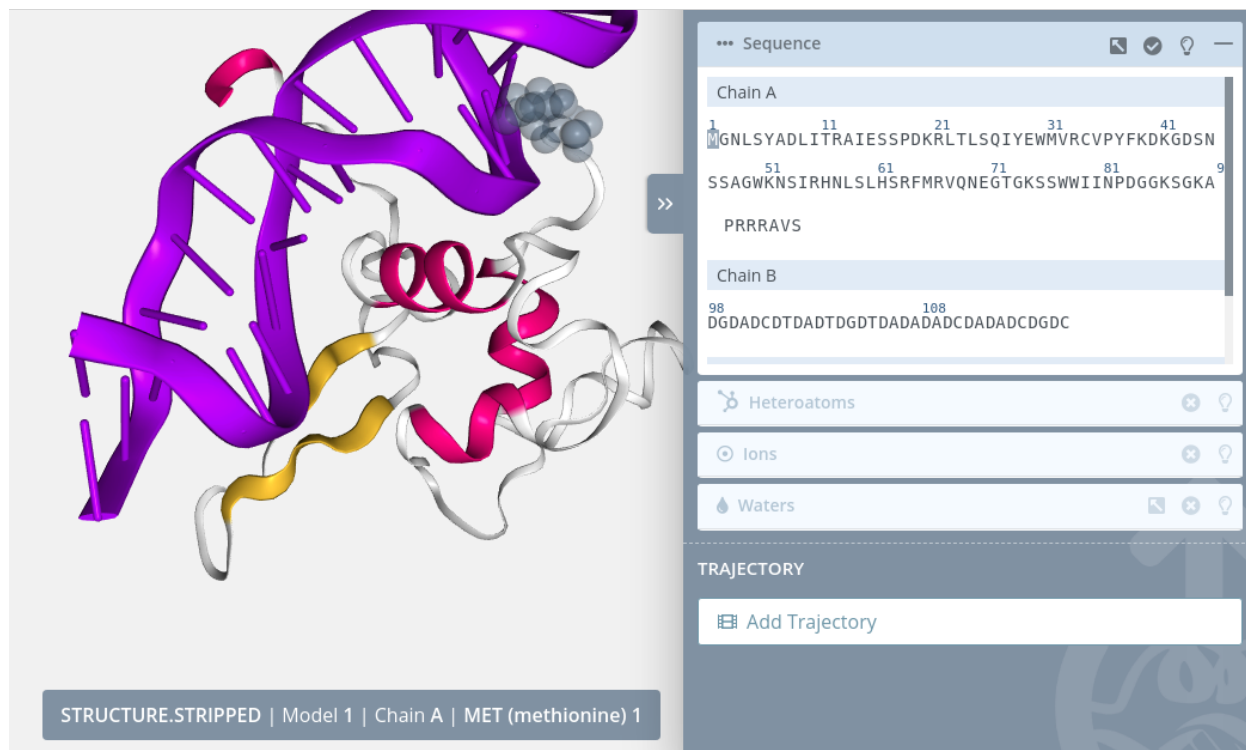 Sequence
Chain A
1 11 21 31 41
MGNLSYADLITRAIESSPDKRLTLSQIYEWMVRCVPYFKDKGDSN
51 61 71 81 9
SSAGWKNSIRHNLSLHSRFMRVQNEGTGKSSWWIINPDGGKSGKA
PRRRAVS
Chain B
98 108
DGDADCDTDADTDGDTDADADADCDADADCDGDC
Heteroatoms
Ions
Waters
TRAJECTORY
Add Trajectory
STRUCTURE.STRIPPED | Model 1 | Chain A | MET (methionine) 1